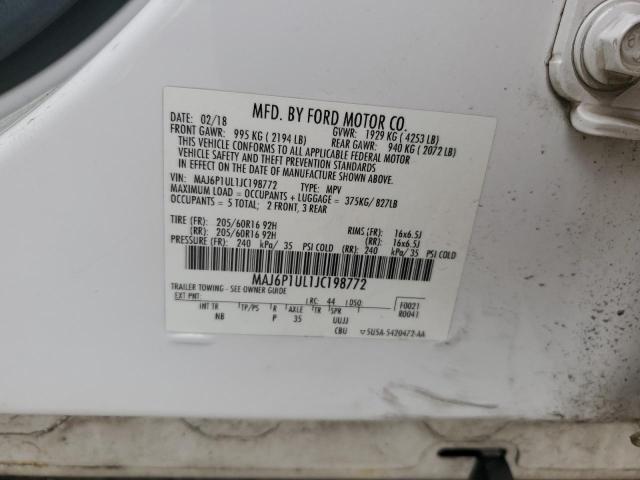 MFD. BY FORD MOTOR CO.
DATE: 02/18 GVWR: 1929 KG ( 4253 LB)
FRONT GAWR: 995 KG ( 2194 LB) REAR GAWR: 940 KG ( 2072 LB)
THIS VEHICLE CONFORMS TO ALL APPLICABLE FEDERAL MOTOR
VEHICLE SAFETY AND THEFT PREVENTION STANDARDS
IN EFFECT ON THE DATE OF MANUFACTURE SHOWN ABOVE.
VIN: MAJ6P1UL1JC198772 TYPE: MPV
MAXIMUM LOAD = OCCUPANTS + LUGGAGE = 375KG/ 827LB
OCCUPANTS = 5 TOTAL; 2 FRONT, 3 REAR
TIRE (FR): 205/60R16 92H RIMS (FR): 16x6.5J
(RR): 205/60R16 92H (RR): 16x6.5J
PRESSURE (FR): 240 kPa/ 35 PSI COLD (RR): 240 kPa/ 35 PSI COLD
MAJ6P1UL1JC198772
TRAILER TOWING - SEE OWNER GUIDE
EXT PNT: RC: 44 DSO: F0021
R0041
INT TR TP/PS R AXLE TR SPR
NB P 35 UUJJ
CBU 5U5A-5420472-AA